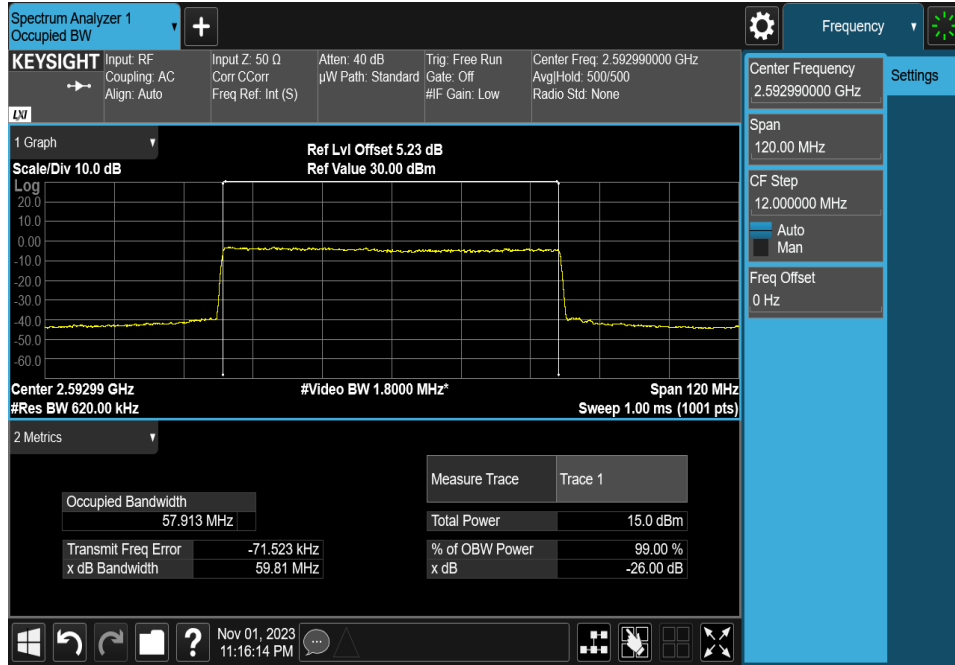 Spectrum Analyzer 1
Occupied BW
+
Frequency
KEYSIGHT
LXI
Input: RF
Coupling: AC
Align: Auto
Input Z: 50 Ω
Corr CCorr
Freq Ref: Int (S)
Atten: 40 dB
µW Path: Standard
Trig: Free Run
Gate: Off
#IF Gain: Low
Center Freq: 2.592990000 GHz
Avg|Hold: 500/500
Radio Std: None
Center Frequency
2.592990000 GHz
Settings
Span
120.00 MHz
CF Step
12.000000 MHz
Auto
Man
Freq Offset
0 Hz
1 Graph
Scale/Div 10.0 dB
Ref Lvl Offset 5.23 dB
Ref Value 30.00 dBm
Log
20.0
10.0
0.00
-10.0
-20.0
-30.0
-40.0
-50.0
-60.0
Center 2.59299 GHz
#Video BW 1.8000 MHz*
Span 120 MHz
#Res BW 620.00 kHz
Sweep 1.00 ms (1001 pts)
2 Metrics
Measure Trace Trace 1
Occupied Bandwidth
57.913 MHz
Total Power 15.0 dBm
Transmit Freq Error -71.523 kHz
% of OBW Power 99.00 %
x dB Bandwidth 59.81 MHz
x dB -26.00 dB
?
Nov 01, 2023
11:16:14 PM